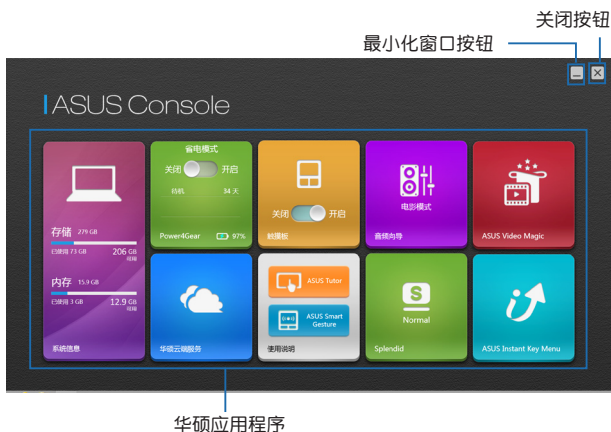 关闭按钮
最小化窗口按钮
ASUS Console
省电模式
关闭 开启
待机 34 天
Power4Gear 97%
关闭 开启
触摸板
电影模式
音频向导
ASUS Video Magic
存储 279 GB
已使用 73 GB 206 GB
可用
内存 15.9 GB
已使用 3 GB 12.9 GB
可用
系统信息
华硕云端服务
ASUS Tutor
ASUS Smart
Gesture
使用说明
S
Normal
Splendid
ASUS Instant Key Menu
华硕应用程序